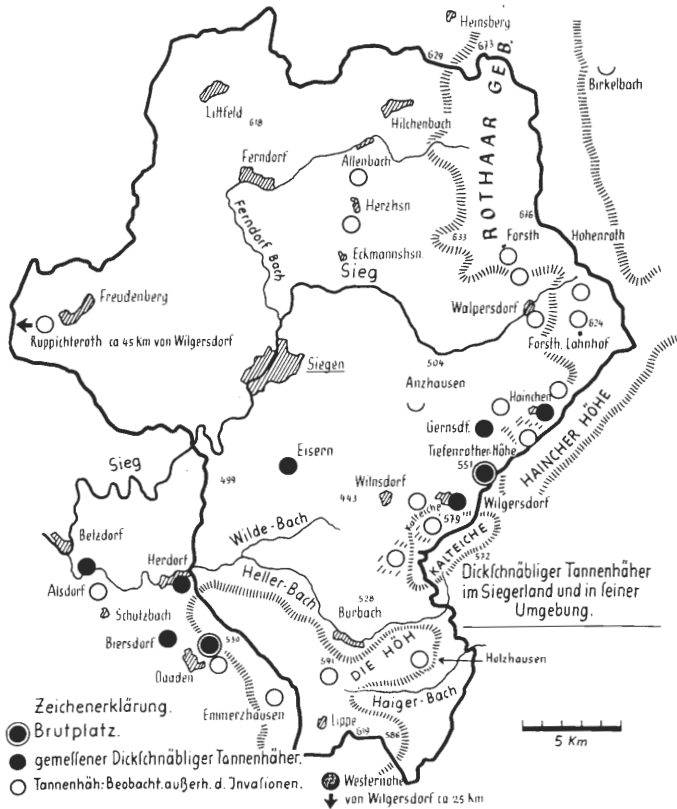 Heinsberg
629
673
ROTHAAR GEB.
Birkelbach
Littfeld
618
Hilchenbach
Ferndorf
Allenbach
Herzhsn
Ferndorf Bach
Eckmannshsn.
Sieg
633
676
Forsth
Hohenroth
Freudenberg
Walpersdorf
624
Ruppichteroth ca 45 km von Wilgersdorf
Forsth. Lahnhof
Siegen
504
Anzhausen
Hainchen
Gernsdf.
HAINCHER HÖHE
Tiefenrother-Höhe
551
Sieg
Eisern
499
443
Wilnsdorf
Wilgersdorf
Kalteiche
579
Betzdorf
Wilde-Bach
KALTEICHE
572
Herdorf
Heller-Bach
Alsdorf
528
Burbach
Dickſchnäbliger Tannenhäher
im Siegerland und in ſeiner
Umgebung.
Schutzbach
Biersdorf
530
DIE HÖH
591
Holzhausen
Daaden
Haiger-Bach
Emmerzhausen
Lippe
619
586
Zeichenerklärung.
Brutplatz.
gemeſſener Dickſchnäbliger Tannenhäher.
Tannenhäh: Beobacht. außerh. d. Invaſionen.
5 Km
Westernohe
von Wilgersdorf ca 25 km